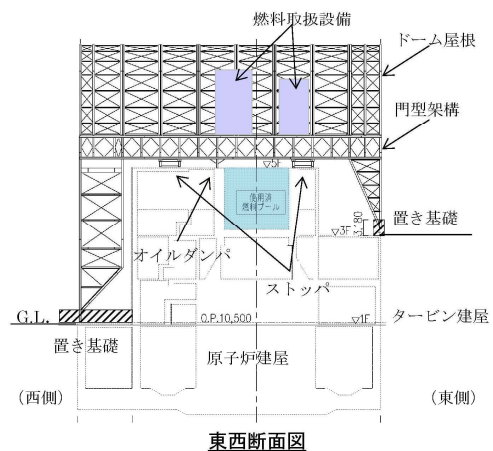 燃料取扱設備
ドーム屋根
門型架構
▽5F
使用済
燃料プール
置き基礎
▽3F
オイルダンパ
ストッパ
G.L.
O.P.10,500
▽1F
タービン建屋
置き基礎
原子炉建屋
（西側）
（東側）
東西断面図